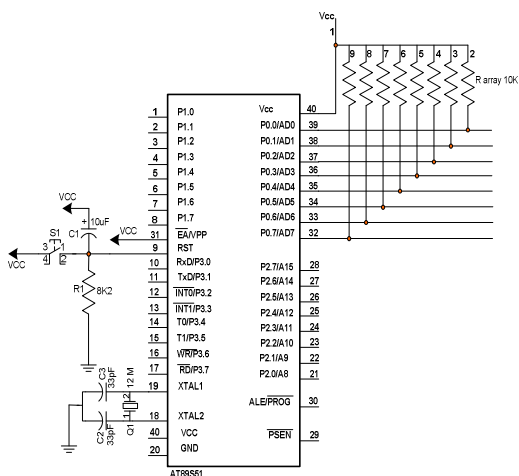 Vcc
1
9 8 7 6 5 4 3 2
R array 10K
1 P1.0
2 P1.1
3 P1.2
4 P1.3
5 P1.4
6 P1.5
7 P1.6
8 P1.7
31 EA/VPP
9 RST
10 RxD/P3.0
11 TxD/P3.1
12 INT0/P3.2
13 INT1/P3.3
14 T0/P3.4
15 T1/P3.5
16 WR/P3.6
17 RD/P3.7
19 XTAL1
18 XTAL2
40 VCC
20 GND
Vcc 40
P0.0/AD0 39
P0.1/AD1 38
P0.2/AD2 37
P0.3/AD3 36
P0.4/AD4 35
P0.5/AD5 34
P0.6/AD6 33
P0.7/AD7 32
P2.7/A15 28
P2.6/A14 27
P2.5/A13 26
P2.4/A12 25
P2.3/A11 24
P2.2/A10 23
P2.1/A9 22
P2.0/A8 21
ALE/PROG 30
PSEN 29
AT89S51
VCC
+ 10uF
C1
VCC
S1
3 1
4 2
VCC
R1
8K2
C3
33pF
12 M
2
1
Q1
C2
33pF